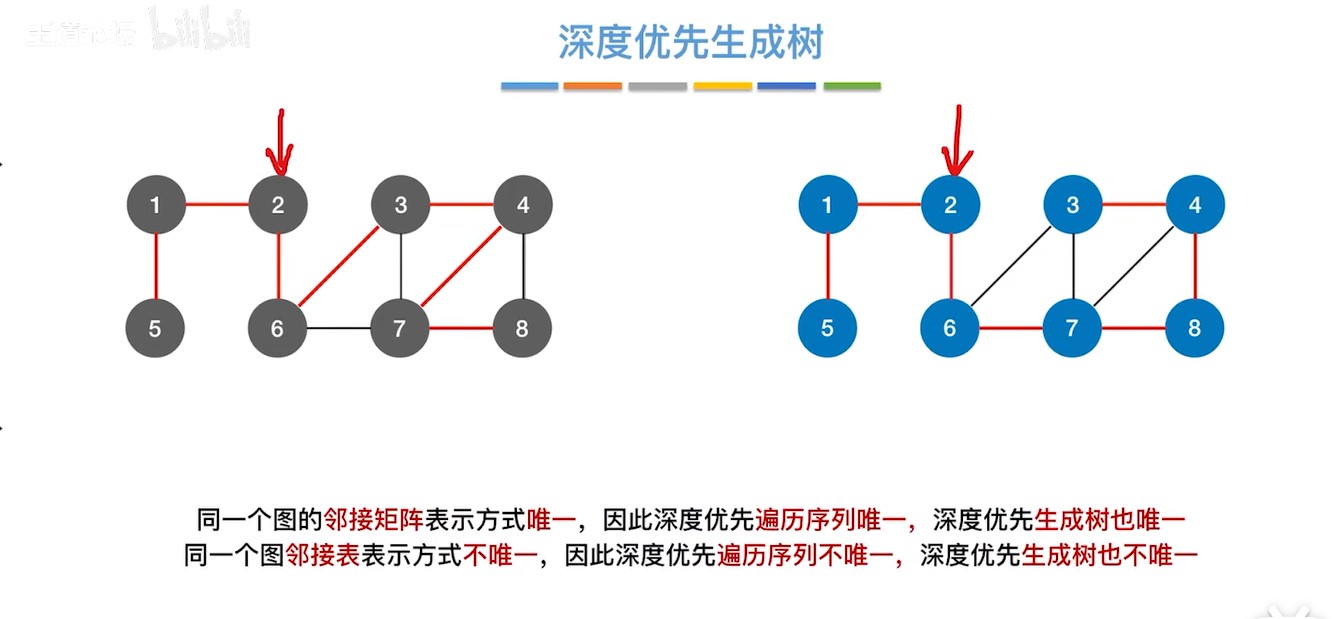 王道论坛 bilibili
深度优先生成树
1 2 3 4
5 6 7 8
1 2 3 4
5 6 7 8
同一个图的邻接矩阵表示方式唯一，因此深度优先遍历序列唯一，深度优先生成树也唯一
同一个图邻接表表示方式不唯一，因此深度优先遍历序列不唯一，深度优先生成树也不唯一